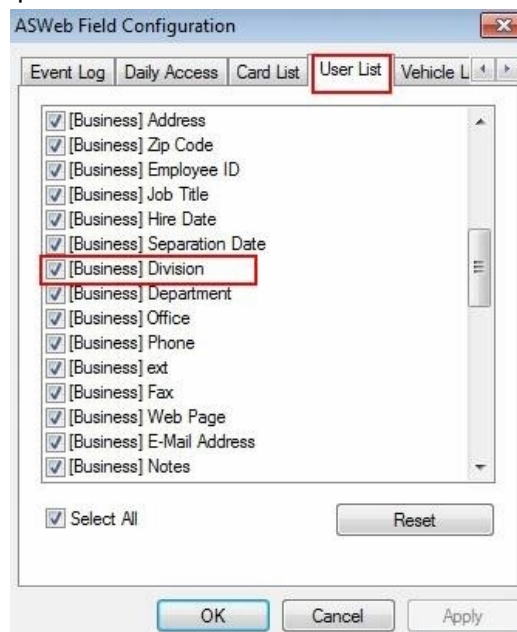 ASWeb Field Configuration
Event Log Daily Access Card List User List Vehicle L
[Business] Address
[Business] Zip Code
[Business] Employee ID
[Business] Job Title
[Business] Hire Date
[Business] Separation Date
[Business] Division
[Business] Department
[Business] Office
[Business] Phone
[Business] ext
[Business] Fax
[Business] Web Page
[Business] E-Mail Address
[Business] Notes
Select All Reset
OK Cancel Apply